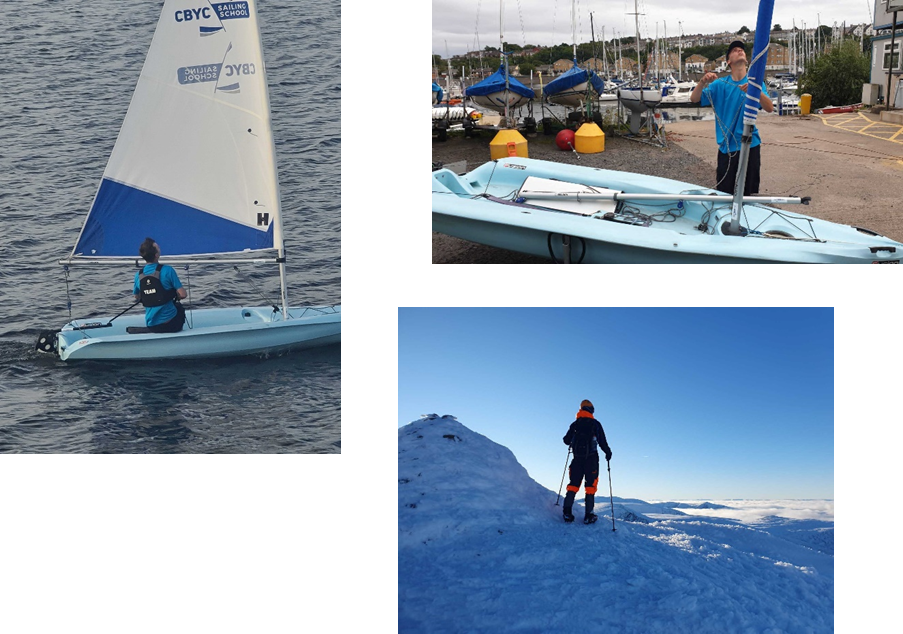 CBYC SAILING
SCHOOL
SAILING CBYC
SCHOOL
H
TEAM